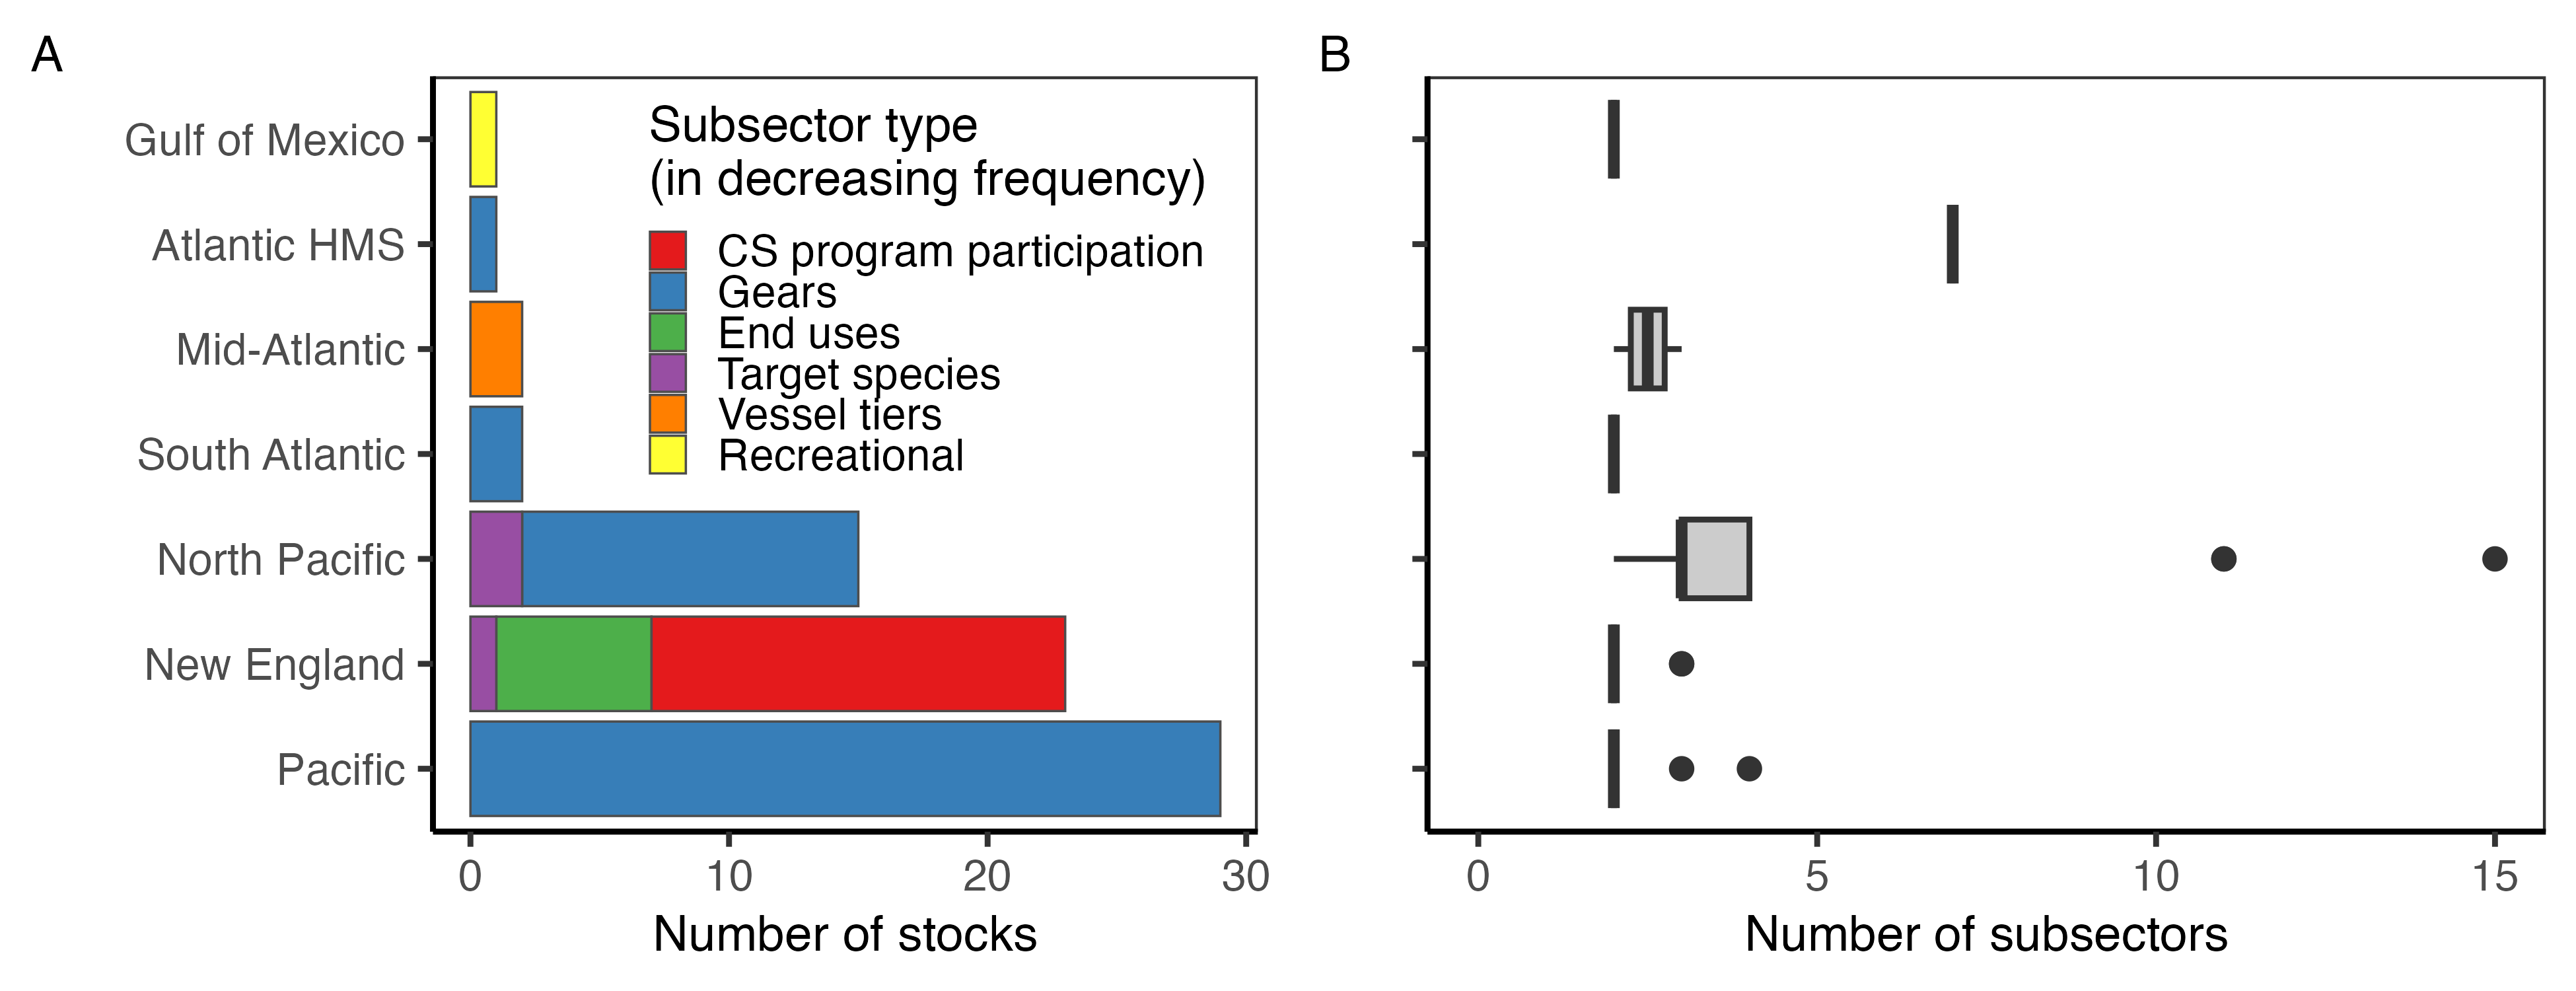 A
Gulf of Mexico
Atlantic HMS
Mid-Atlantic
South Atlantic
North Pacific
New England
Pacific
Subsector type
(in decreasing frequency)
CS program participation
Gears
End uses
Target species
Vessel tiers
Recreational
0 10 20 30
Number of stocks
B
0 5 10 15
Number of subsectors